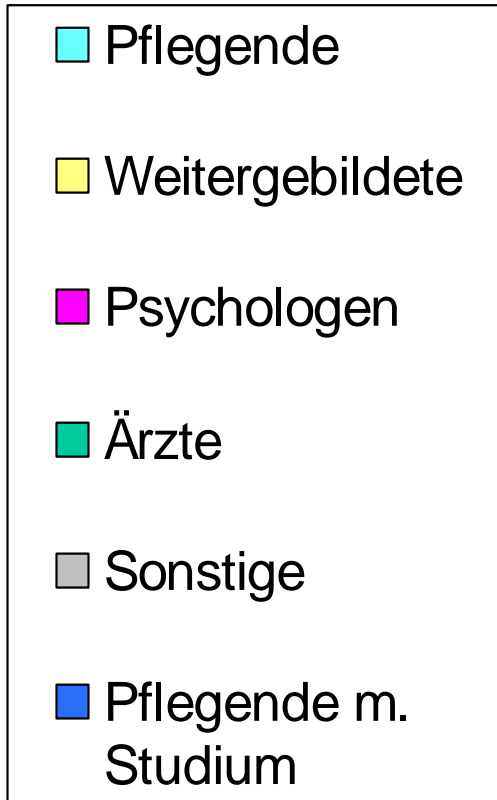 Pflegende
Weitergebildete
Psychologen
Ärzte
Sonstige
Pflegende m.
Studium